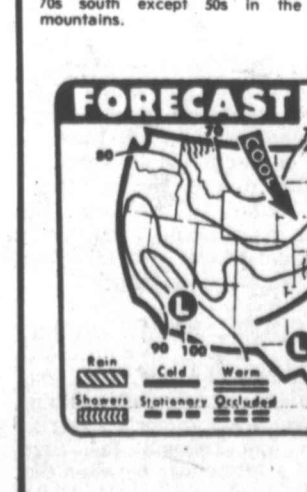 70s south except 50s in the
mountains.
FORECAST
70
80
COOL
L
L
90 100
Rain
Cold Warm
Showers Stationary Occluded